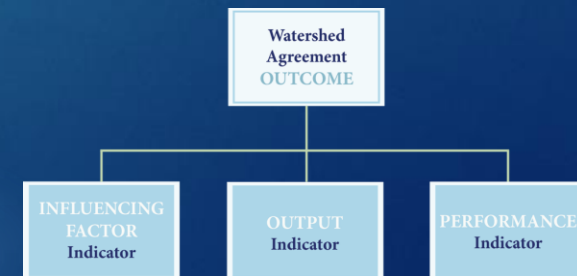 Watershed
Agreement
OUTCOME
INFLUENCING
FACTOR
Indicator
OUTPUT
Indicator
PERFORMANCE
Indicator